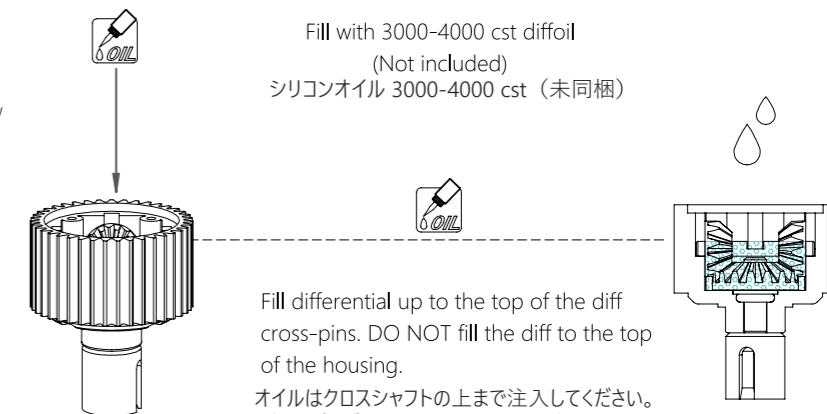 OIL
Fill with 3000-4000 cst diffoil
(Not included)
シリコンオイル 3000-4000 cst（未同梱）
OIL
Fill differential up to the top of the diff
cross-pins. DO NOT fill the diff to the top
of the housing.
オイルはクロスシャフトの上まで注入してください。